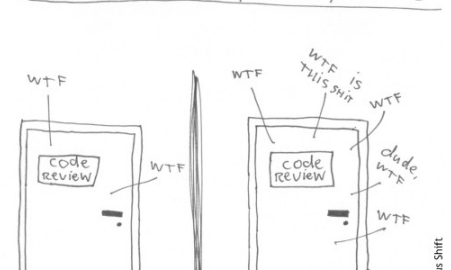 WTF
code
REVIEW
WTF
WTF
WTF is
THIS SHIT
WTF
code
REVIEW
dude,
WTF
WTF
us Shift